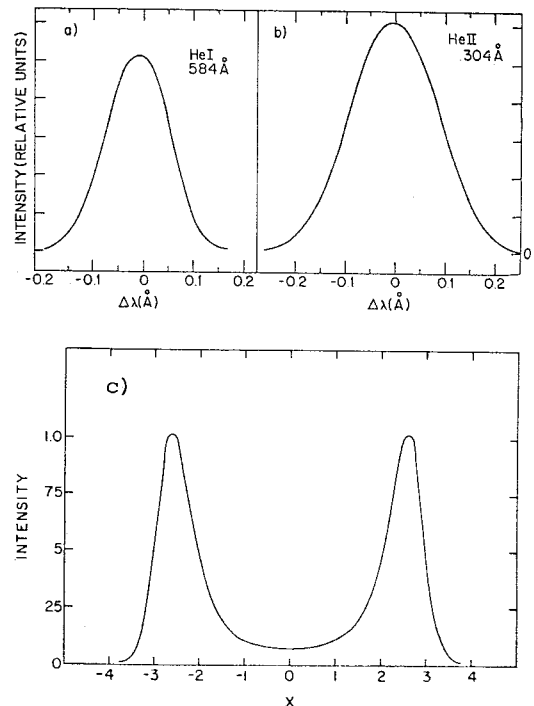 a)
HeI
584Å
b)
HeII
304Å
INTENSITY (RELATIVE UNITS)
0
-0.2 -0.1 0 0.1 0.2
-0.2 -0.1 0 0.1 0.2
Δλ(Å)
Δλ(Å)
c)
INTENSITY
1.0
.75
.5
.25
0
-4 -3 -2 -1 0 1 2 3 4
X